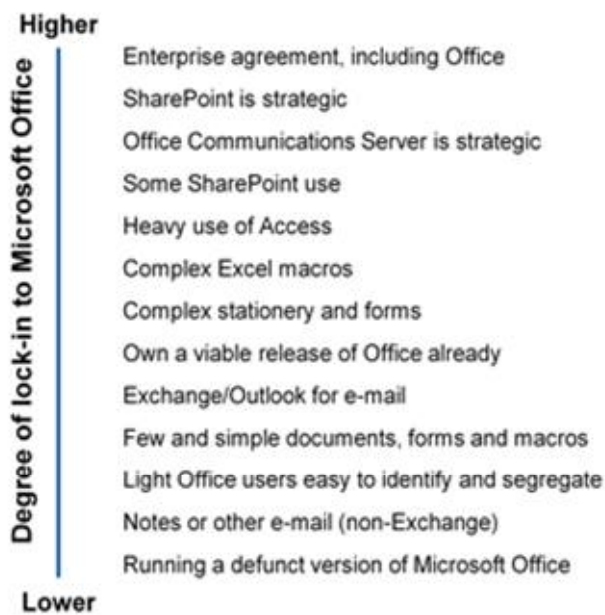 Higher
Degree of lock-in to Microsoft Office
Enterprise agreement, including Office
SharePoint is strategic
Office Communications Server is strategic
Some SharePoint use
Heavy use of Access
Complex Excel macros
Complex stationery and forms
Own a viable release of Office already
Exchange/Outlook for e-mail
Few and simple documents, forms and macros
Light Office users easy to identify and segregate
Notes or other e-mail (non-Exchange)
Running a defunct version of Microsoft Office
Lower